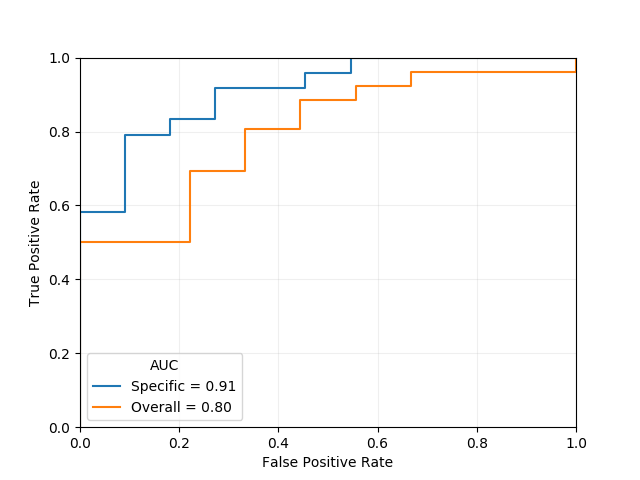 1.0
0.8
0.6
0.4
0.2
0.0
True Positive Rate
AUC
Specific = 0.91
Overall = 0.80
0.0 0.2 0.4 0.6 0.8 1.0
False Positive Rate